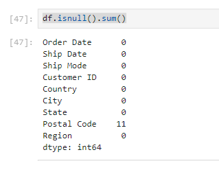 [47]: df.isnull().sum()
[47]: Order Date 0
Ship Date 0
Ship Mode 0
Customer ID 0
Country 0
City 0
State 0
Postal Code 11
Region 0
dtype: int64